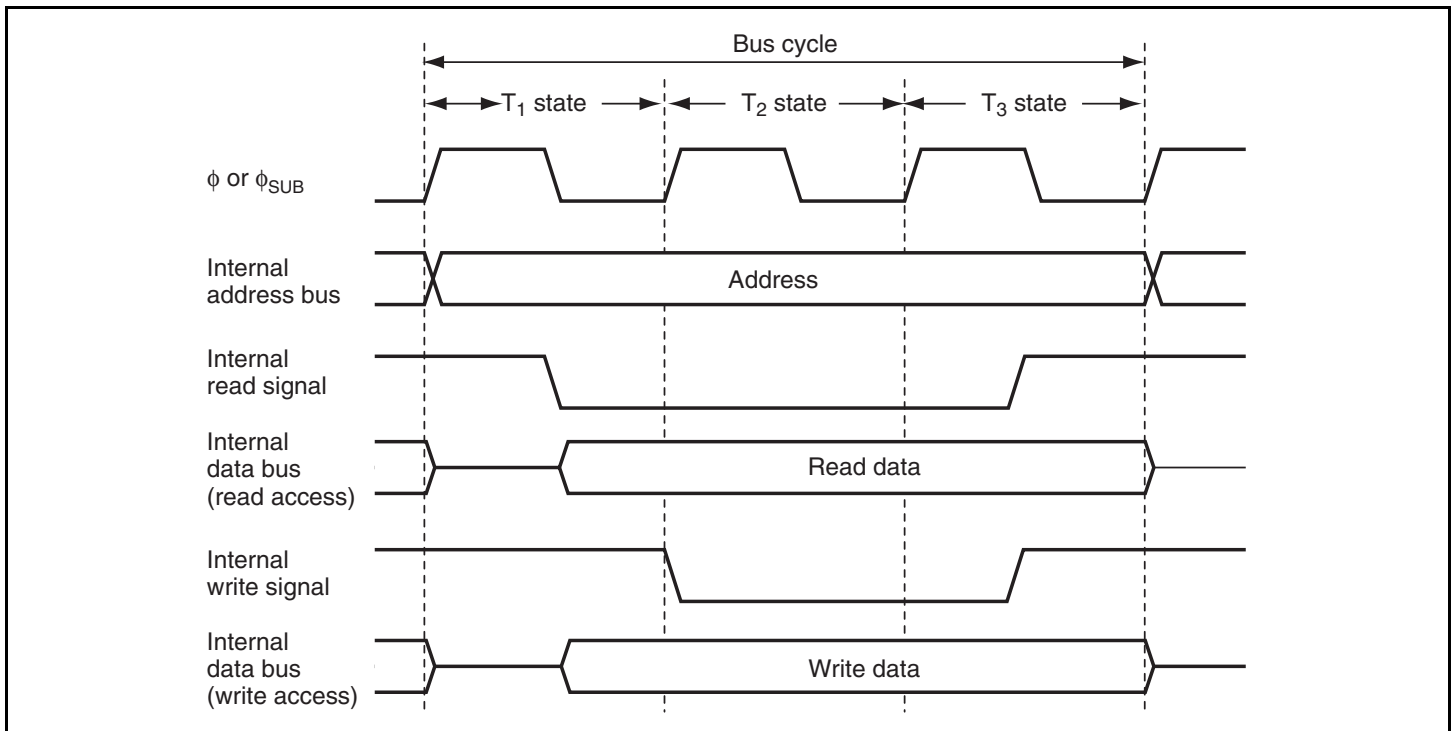 Bus cycle
T₁ state
T₂ state
T₃ state
ϕ or ϕSUB
Internal
address bus
Address
Internal
read signal
Internal
data bus
(read access)
Read data
Internal
write signal
Internal
data bus
(write access)
Write data